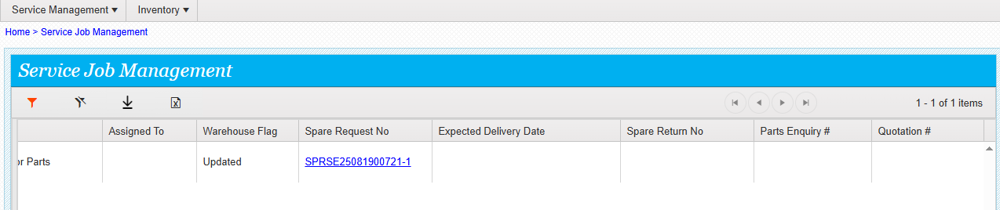 Service Management Inventory
Home > Service Job Management
Service Job Management
1 - 1 of 1 items
Assigned To Warehouse Flag Spare Request No Expected Delivery Date Spare Return No Parts Enquiry # Quotation #
or Parts Updated SPRSE25081900721-1